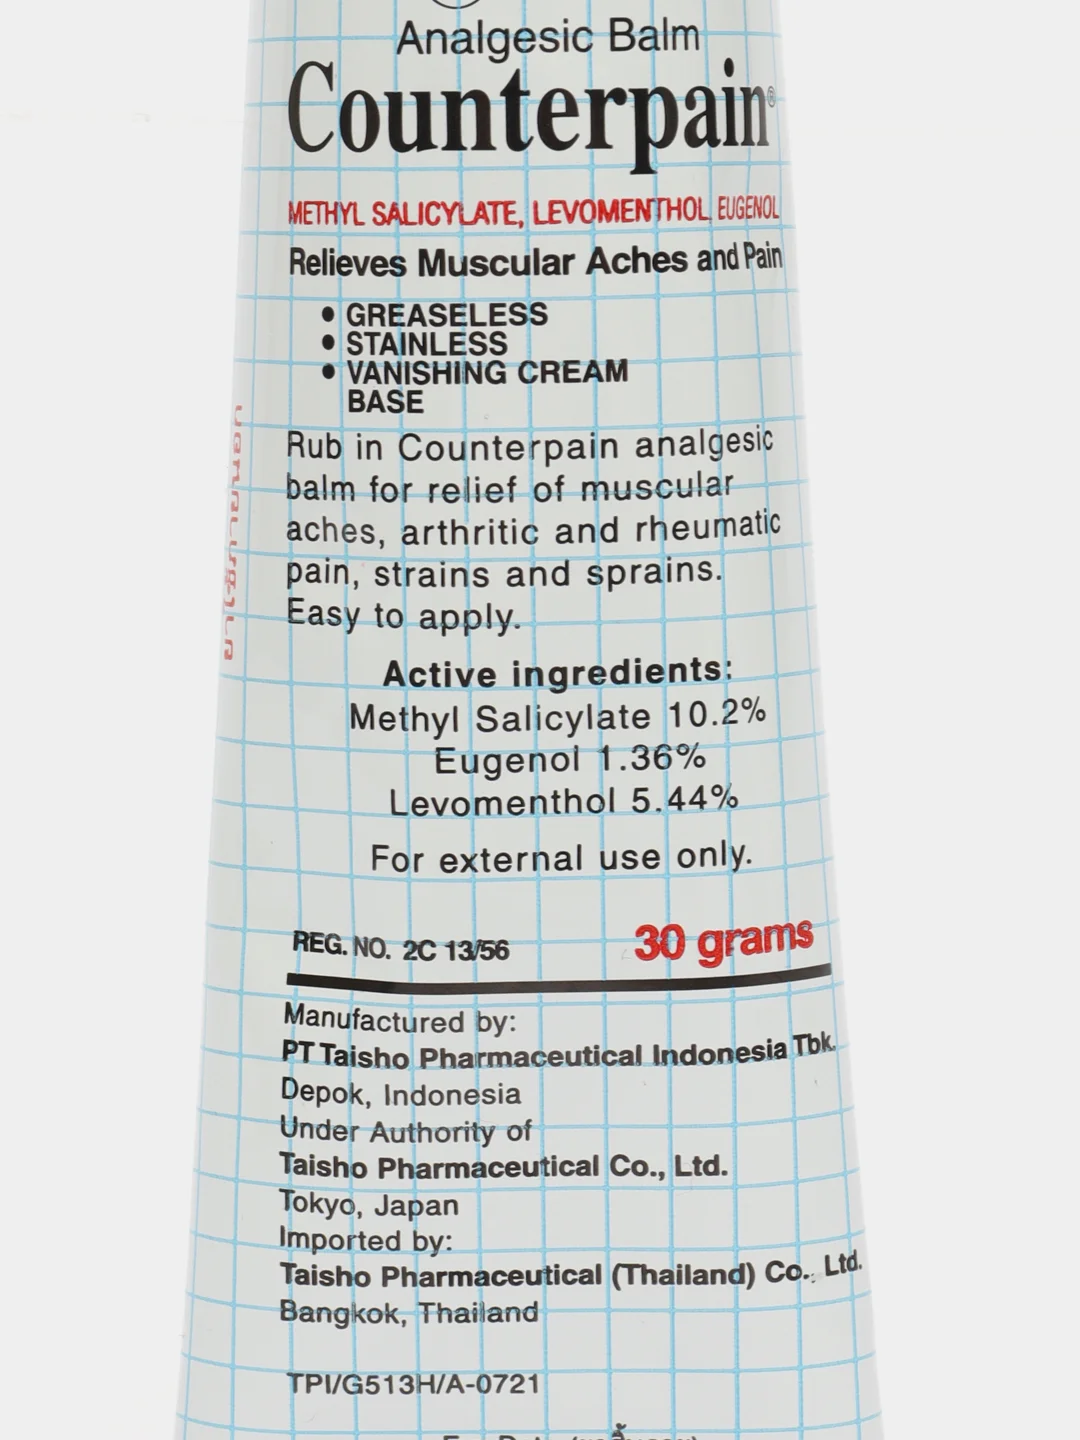 Analgesic Balm
Counterpain®
METHYL SALICYLATE, LEVOMENTHOL, EUGENOL
Relieves Muscular Aches and Pain
• GREASELESS
• STAINLESS
• VANISHING CREAM
BASE
Rub in Counterpain analgesic
balm for relief of muscular
aches, arthritic and rheumatic
pain, strains and sprains.
Easy to apply.
Active ingredients:
Methyl Salicylate 10.2%
Eugenol 1.36%
Levomenthol 5.44%
For external use only.
REG. NO. 2C 13/56
30 grams
Manufactured by:
PT Taisho Pharmaceutical Indonesia Tbk.
Depok, Indonesia
Under Authority of
Taisho Pharmaceutical Co., Ltd.
Tokyo, Japan
Imported by:
Taisho Pharmaceutical (Thailand) Co., Ltd.
Bangkok, Thailand
TPI/G513H/A-0721